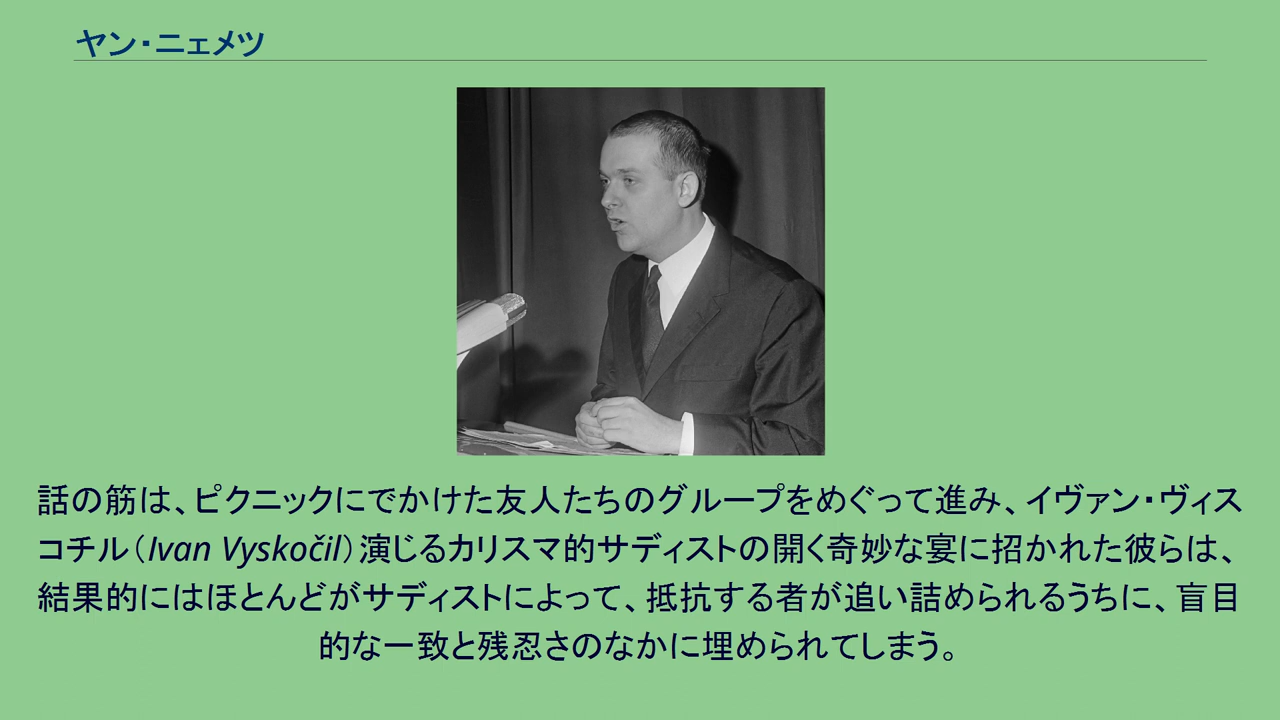 ヤン・ニェメツ
話の筋は、ピクニックにでかけた友人たちのグループをめぐって進み、イヴァン・ヴィス
コチル（Ivan Vyskočil）演じるカリスマ的サディストの開く奇妙な宴に招かれた彼らは、
結果的にはほとんどがサディストによって、抵抗する者が追い詰められるうちに、盲目
的な一致と残忍さのなかに埋められてしまう。